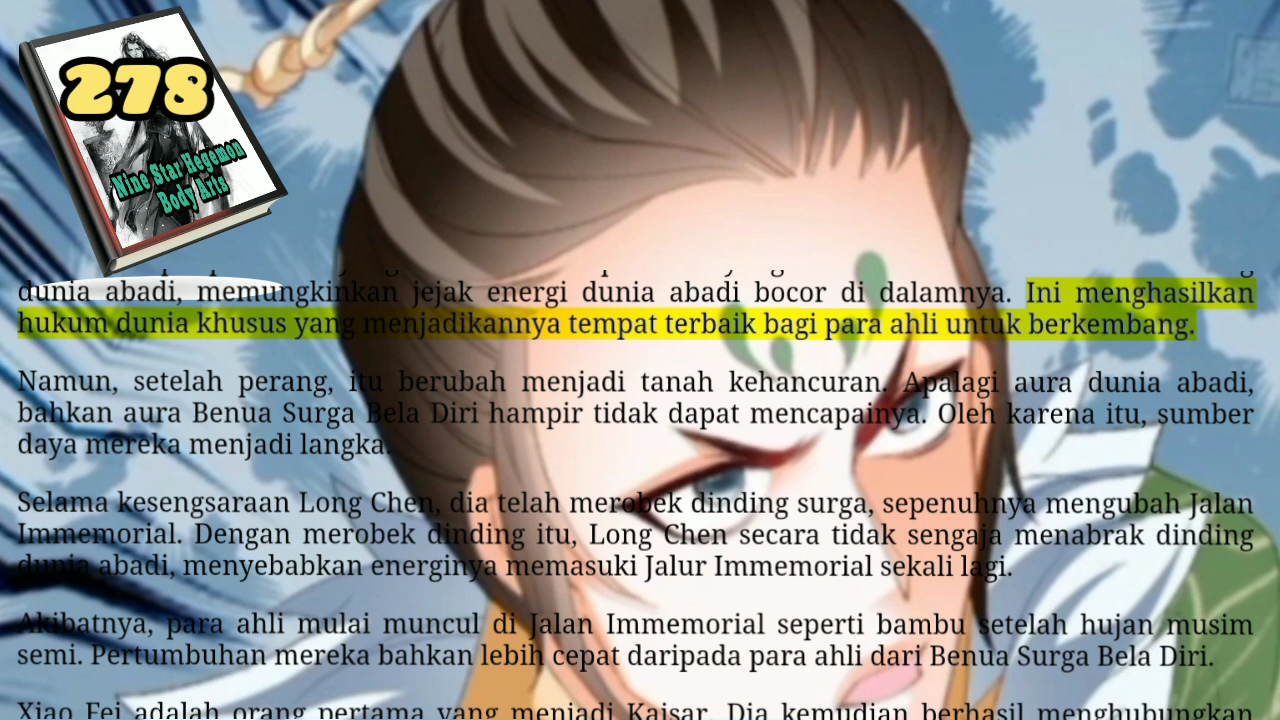 278
Nine Star Hegemon
Body Arts
dunia abadi, memungkinkan jejak energi dunia abadi bocor di dalamnya. Ini menghasilkan
hukum dunia khusus yang menjadikannya tempat terbaik bagi para ahli untuk berkembang.
Namun, setelah perang, itu berubah menjadi tanah kehancuran. Apalagi aura dunia abadi,
bahkan aura Benua Surga Bela Diri hampir tidak dapat mencapainya. Oleh karena itu, sumber
daya mereka menjadi langka.
Selama kesengsaraan Long Chen, dia telah merobek dinding surga, sepenuhnya mengubah Jalan
Immemorial. Dengan merobek dinding itu, Long Chen secara tidak sengaja menabrak dinding
dunia abadi, menyebabkan energinya memasuki Jalur Immemorial sekali lagi.
Akibatnya, para ahli mulai muncul di Jalan Immemorial seperti bambu setelah hujan musim
semi. Pertumbuhan mereka bahkan lebih cepat daripada para ahli dari Benua Surga Bela Diri.
Xiao Fei adalah orang pertama yang menjadi Kaisar. Dia kemudian berhasil menghubungkan